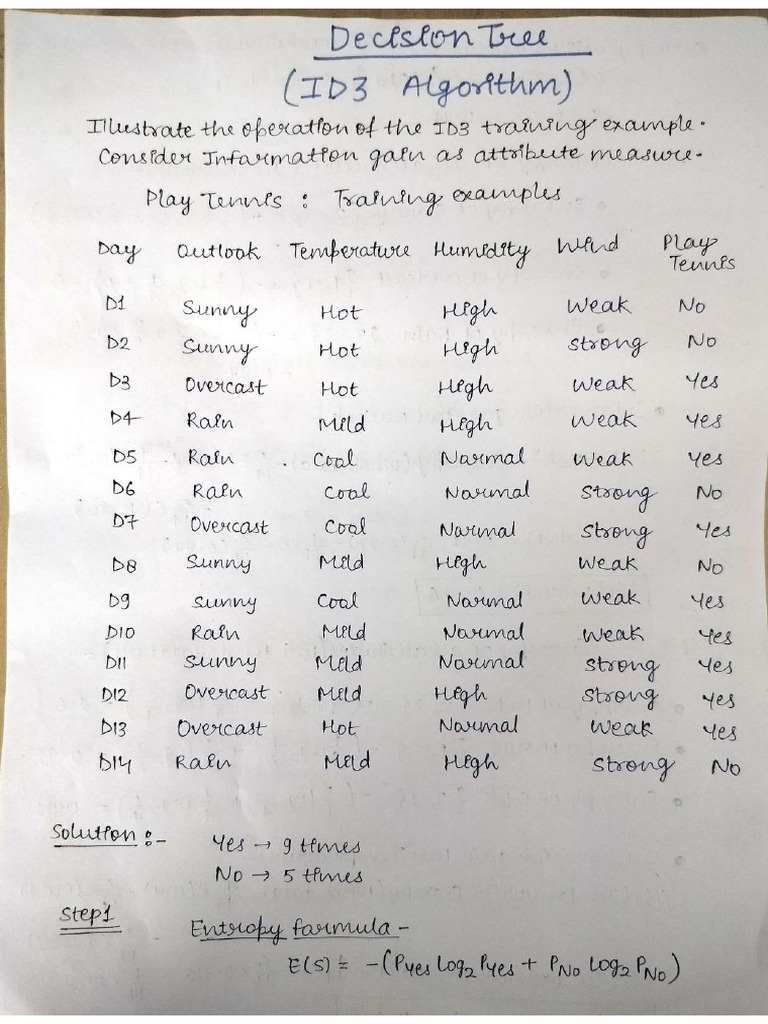 Decision Tree
(ID3 Algorithm)
Illustrate the operation of the ID3 training example.
Consider Infarmation gain as attribute measure.
Play Tennis : Training examples
Day Outlook Temperature Humidity Wind Play Tennis
D1 Sunny Hot High Weak No
D2 Sunny Hot High Strong No
D3 Overcast Hot High Weak Yes
D4 Rain Mild High Weak Yes
D5 Rain Coal Normal Weak Yes
D6 Rain Coal Normal Strong No
D7 Overcast Coal Normal Strong Yes
D8 Sunny Mild High Weak No
D9 Sunny Coal Normal Weak Yes
D10 Rain Mild Normal Weak Yes
D11 Sunny Mild Normal Strong Yes
D12 Overcast Mild High Strong Yes
D13 Overcast Hot Normal Weak Yes
D14 Rain Mild High Strong No
Solution :- Yes → 9 times
No → 5 times
Step1
Entropy farmula -
E(S) = -(PYes Log2 PYes + PNo Log2 PNo)